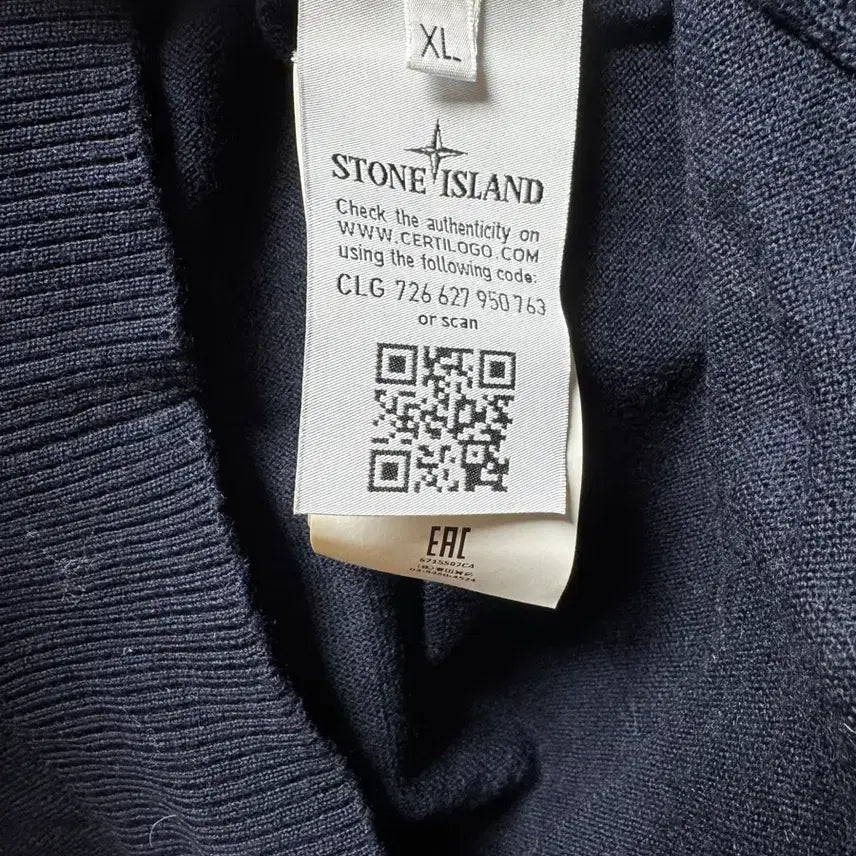 XL
STONE ISLAND
Check the authenticity on
WWW.CERTILOGO.COM
using the following code:
CLG 726 627 950 763
or scan
EAC
6715507CA